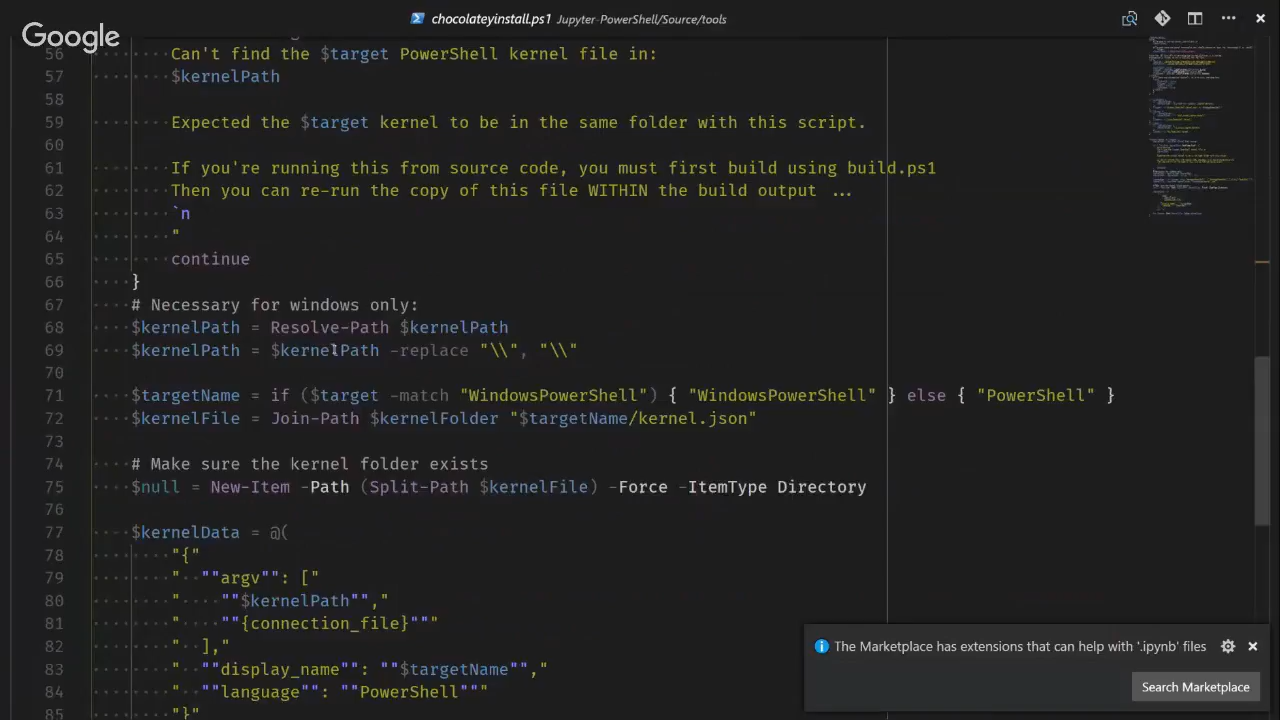 chocolateyinstall.ps1 Jupyter-PowerShell/Source/tools
Google
56 Can't find the $target PowerShell kernel file in:
57 $kernelPath
58
59 Expected the $target kernel to be in the same folder with this script.
60
61 If you're running this from source code, you must first build using build.ps1
62 Then you can re-run the copy of this file WITHIN the build output ...
63 `n
64 "
65 continue
66 }
67 # Necessary for windows only:
68 $kernelPath = Resolve-Path $kernelPath
69 $kernelPath = $kernelPath -replace "\\", "\\"
70
71 $targetName = if ($target -match "WindowsPowerShell") { "WindowsPowerShell" } else { "PowerShell" }
72 $kernelFile = Join-Path $kernelFolder "$targetName/kernel.json"
73
74 # Make sure the kernel folder exists
75 $null = New-Item -Path (Split-Path $kernelFile) -Force -ItemType Directory
76
77 $kernelData = @(
78 "{"
79 " ""argv"": ["
80 " ""$kernelPath"","
81 " ""{connection_file}"""
82 " ],"
83 " ""display_name"": ""$targetName"","
84 " ""language"": ""PowerShell"""
85 "}"
The Marketplace has extensions that can help with '.ipynb' files
Search Marketplace